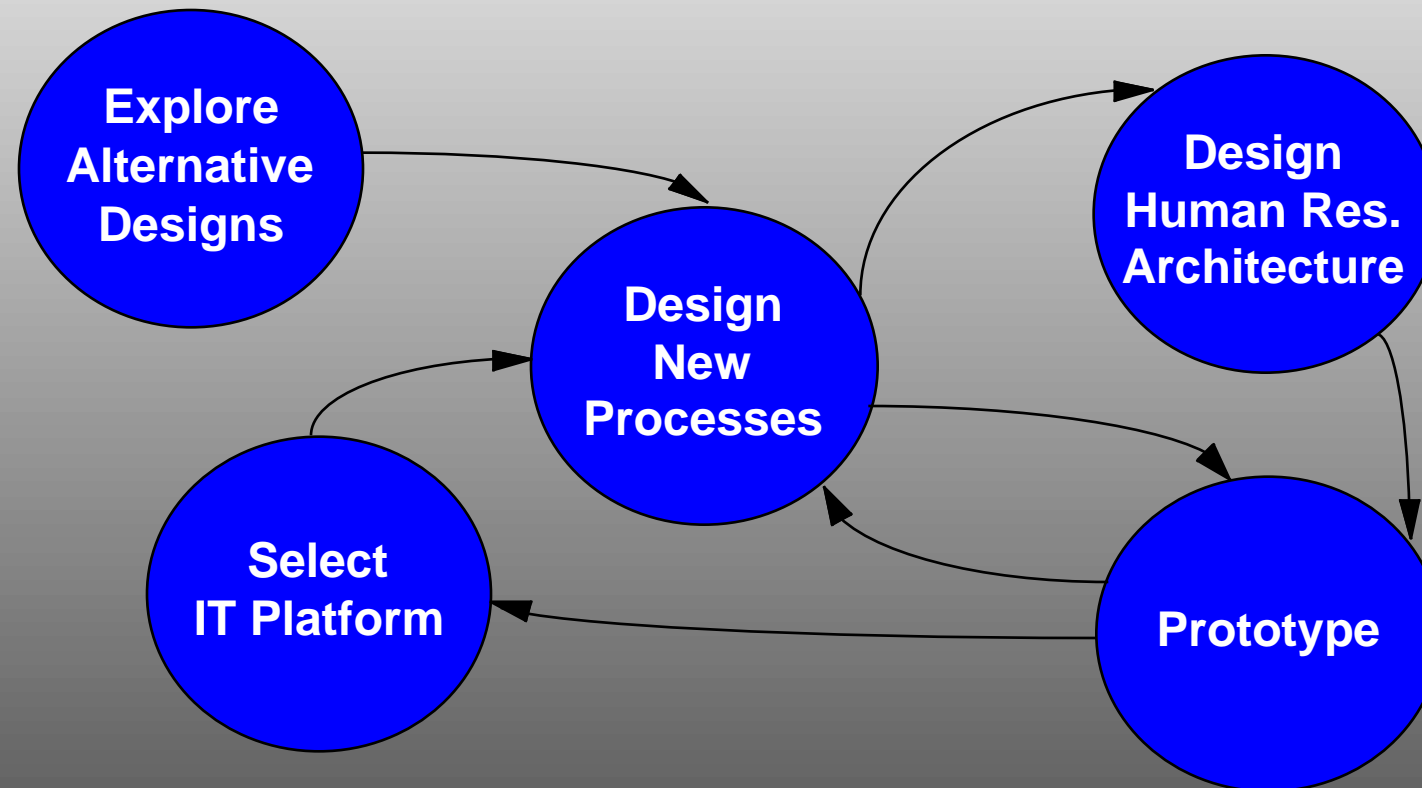 Explore
Alternative
Designs
Design
New
Processes
Design
Human Res.
Architecture
Select
IT Platform
Prototype